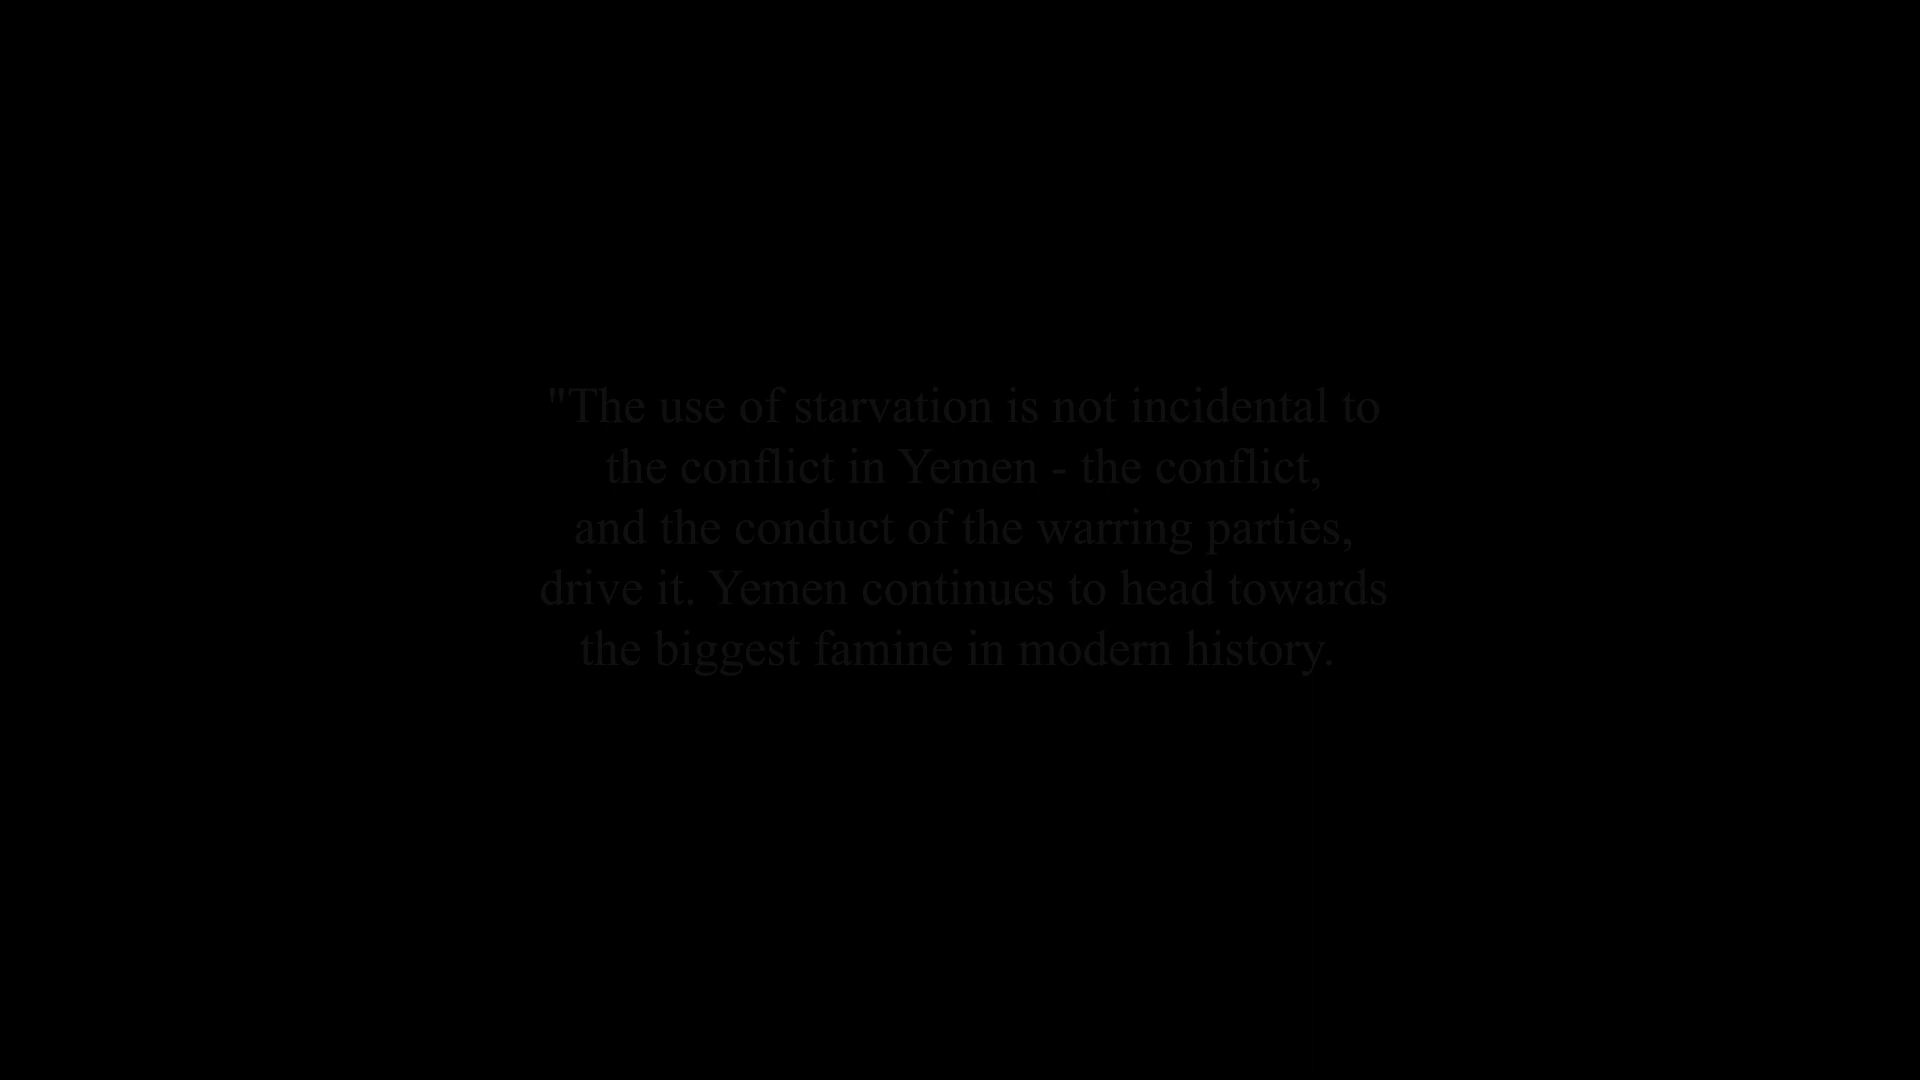 "The use of starvation is not incidental to
the conflict in Yemen - the conflict,
and the conduct of the warring parties,
drive it. Yemen continues to head towards
the biggest famine in modern history.